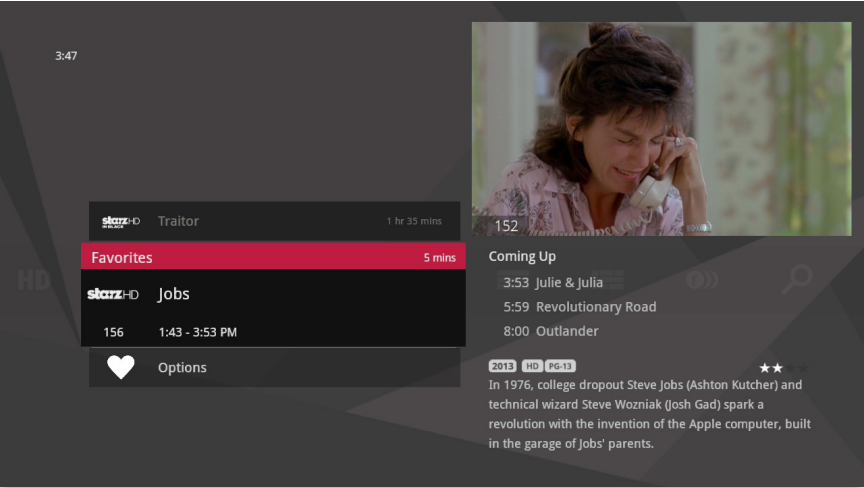 3:47
starz HD
IN BLACK
Traitor
1 hr 35 mins
Favorites
5 mins
starz HD
Jobs
156
1:43 - 3:53 PM
Options
HD
152
Coming Up
3:53 Julie & Julia
5:59 Revolutionary Road
8:00 Outlander
2013 HD PG-13
In 1976, college dropout Steve Jobs (Ashton Kutcher) and
technical wizard Steve Wozniak (Josh Gad) spark a
revolution with the invention of the Apple computer, built
in the garage of Jobs' parents.